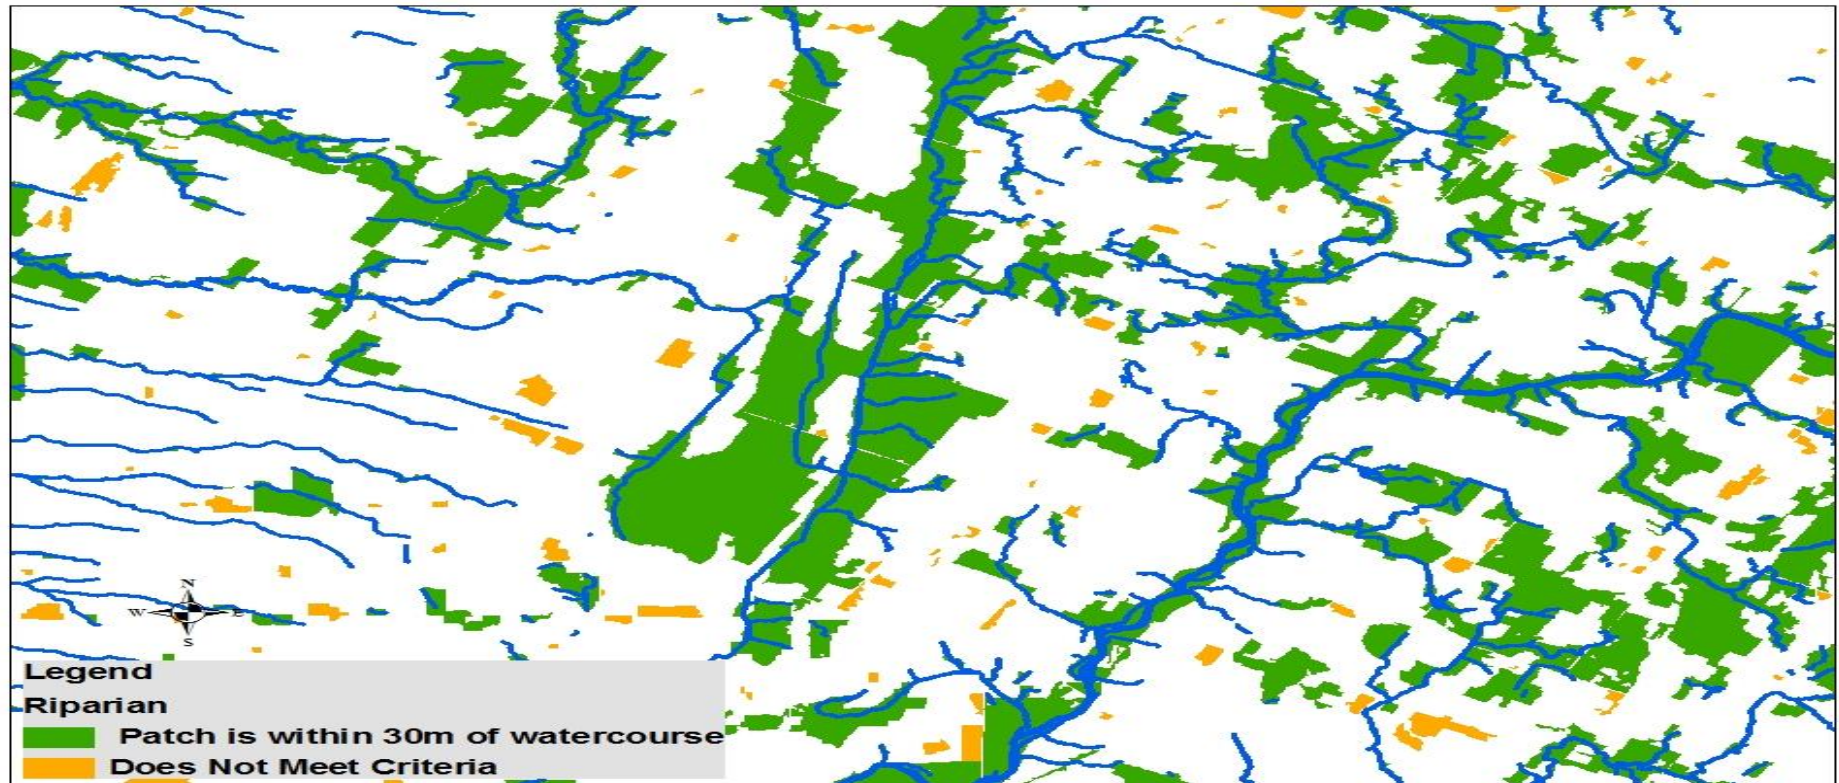 N
W E
S
Legend
Riparian
Patch is within 30m of watercourse
Does Not Meet Criteria